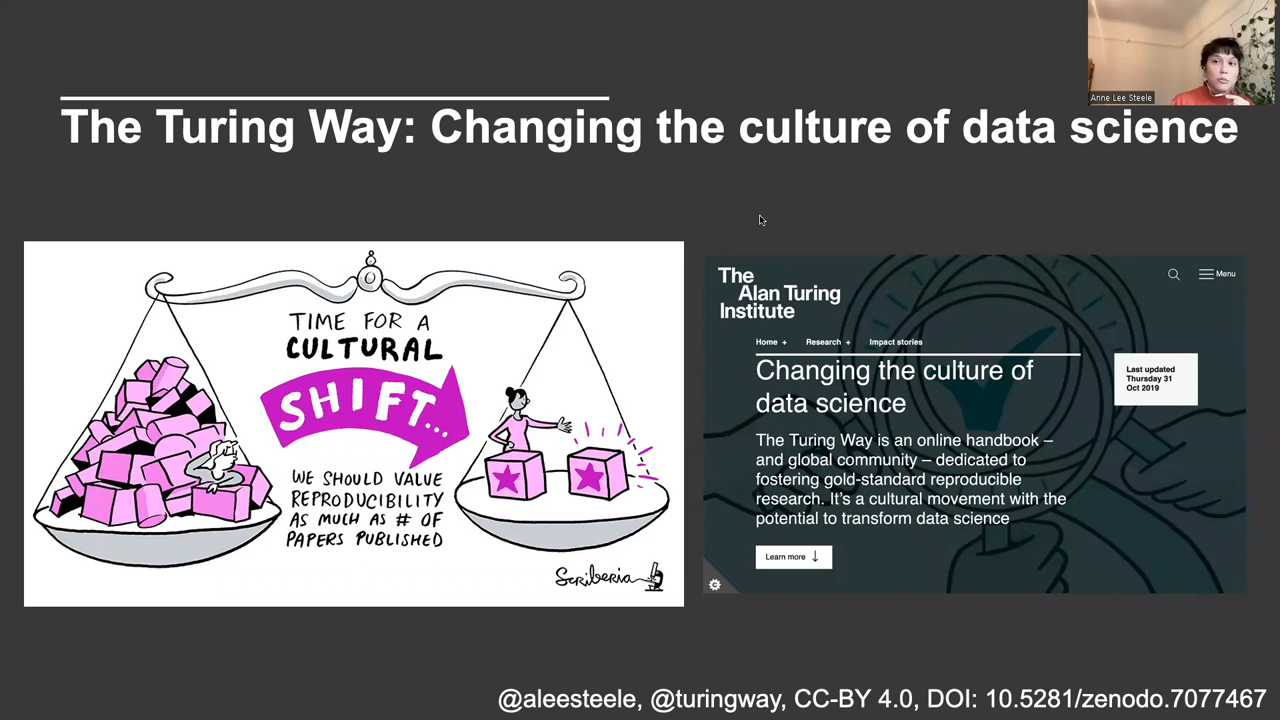 Anne Lee Steele
The Turing Way: Changing the culture of data science
TIME FOR A
CULTURAL
SHIFT...
WE SHOULD VALUE
REPRODUCIBILITY
AS MUCH AS # OF
PAPERS PUBLISHED
Scriberia
The
Alan Turing
Institute
Menu
Home +
Research +
Impact stories
Changing the culture of
data science
Last updated
Thursday 31
Oct 2019
The Turing Way is an online handbook –
and global community – dedicated to
fostering gold-standard reproducible
research. It's a cultural movement with the
potential to transform data science
Learn more
@aleesteele, @turingway, CC-BY 4.0, DOI: 10.5281/zenodo.7077467